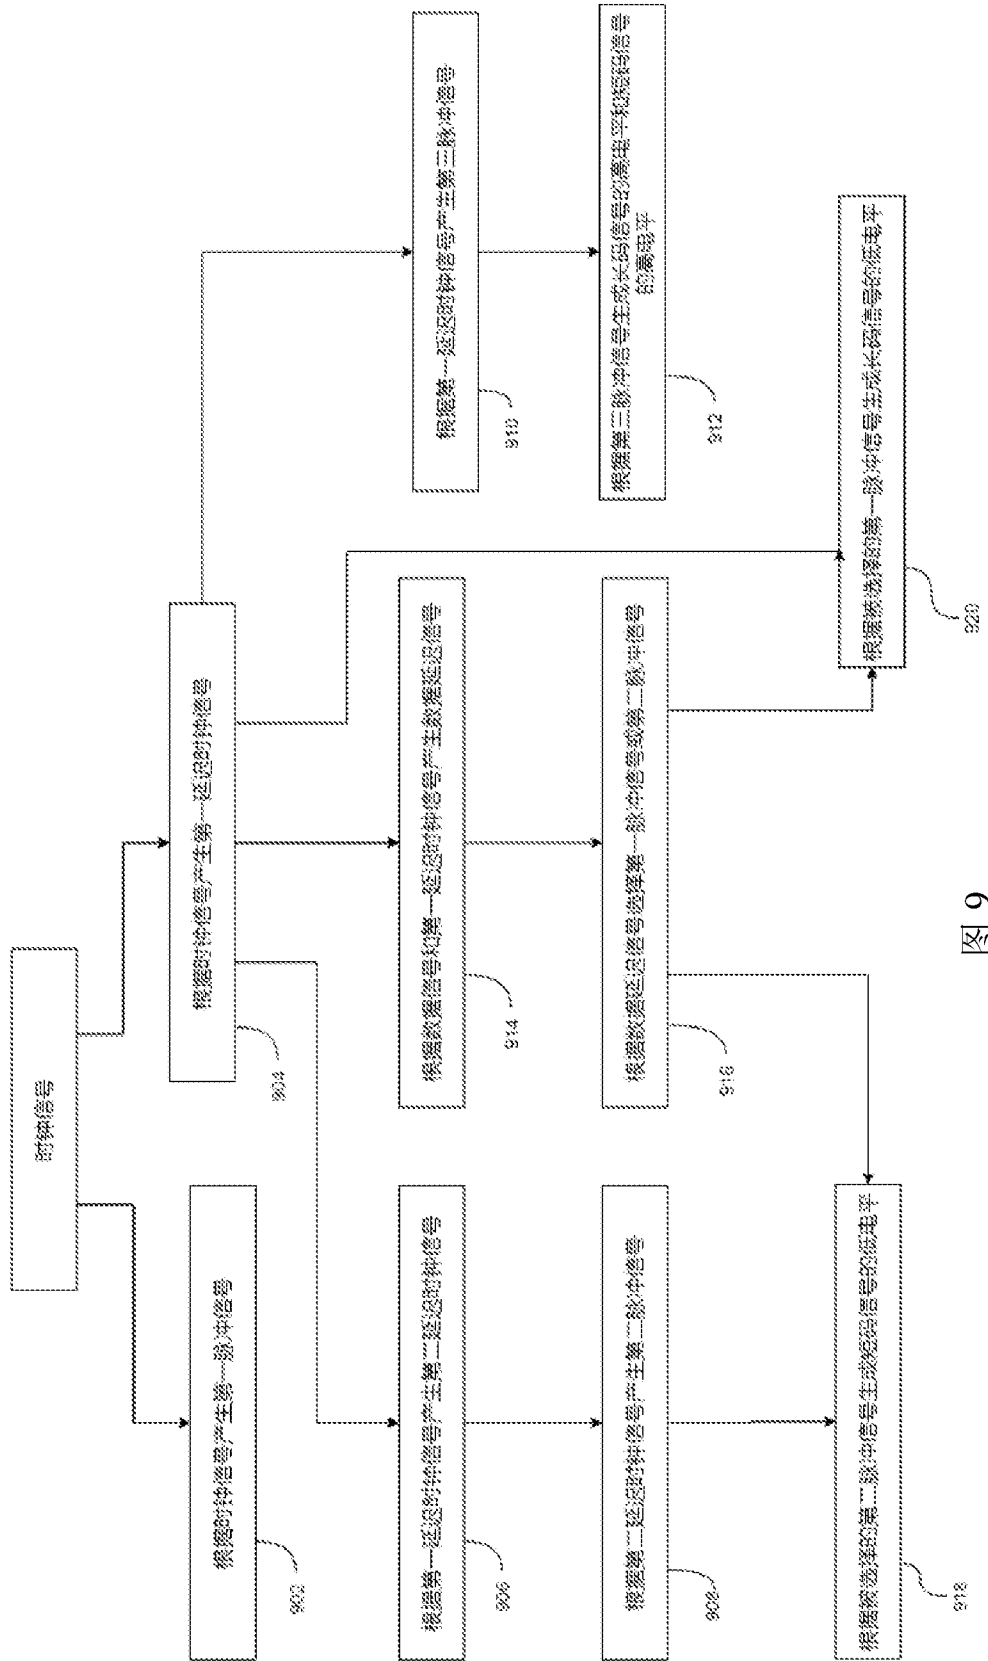 时钟信号
根据时钟信号产生第一脉冲信号
902
根据时钟信号产生第一延迟时钟信号
904
根据第一延迟时钟信号产生第二延迟时钟信号
906
根据数据信号和第一延迟时钟信号产生数据延迟信号
914
根据第一延迟时钟信号产生第三脉冲信号
910
根据第二延迟时钟信号产生第二脉冲信号
908
根据数据延迟信号选择第一脉冲信号或第二脉冲信号
916
根据第三脉冲信号生成长码信号的高电平和短码信号
的高电平
912
根据被选择的第二脉冲信号生成短码信号的低电平
918
根据被选择的第一脉冲信号生成长码信号的低电平
920
图 9